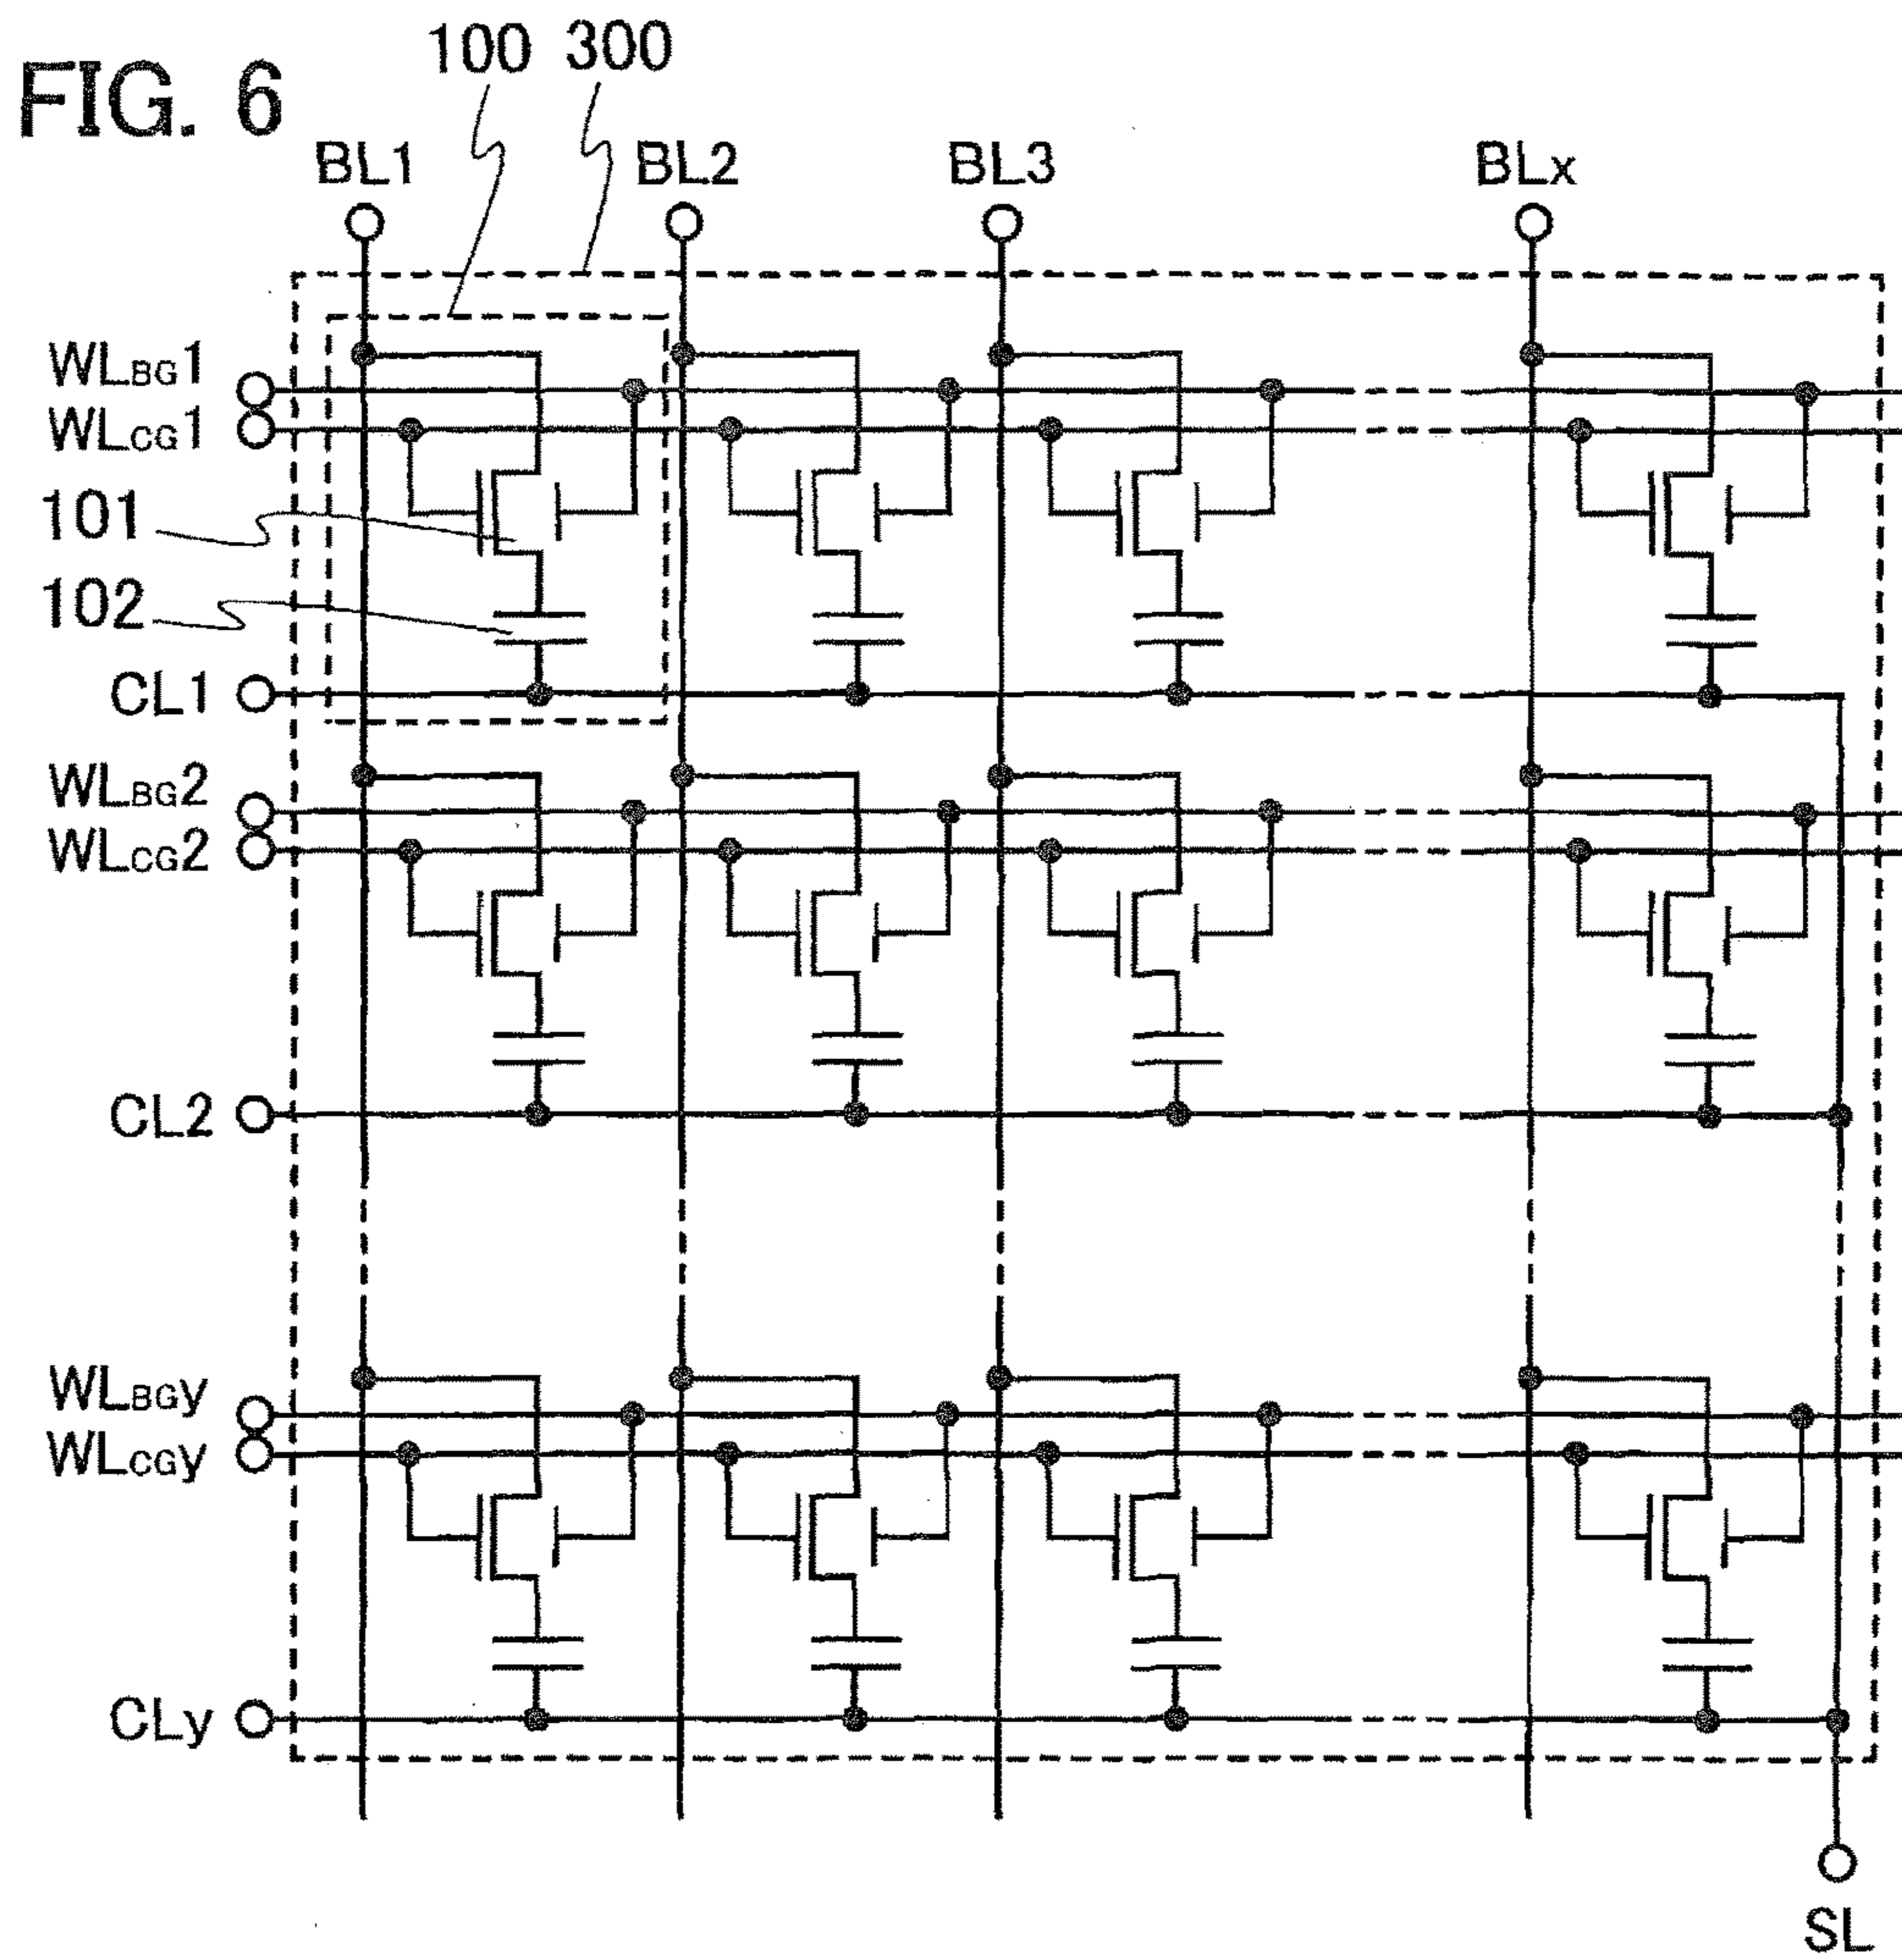 FIG. 6
100 300
BL1 BL2 BL3 BLx
WLBG1
WLCG1
101
102
CL1
WLBG2
WLCG2
CL2
WLBGy
WLCGy
CLy
SL